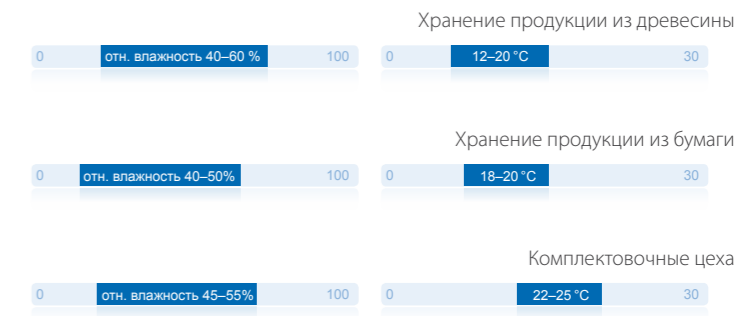 Хранение продукции из древесины
0 отн. влажность 40–60 % 100 0 12–20 °C 30
Хранение продукции из бумаги
0 отн. влажность 40–50% 100 0 18–20 °C 30
Комплектовочные цеха
0 отн. влажность 45–55% 100 0 22–25 °C 30